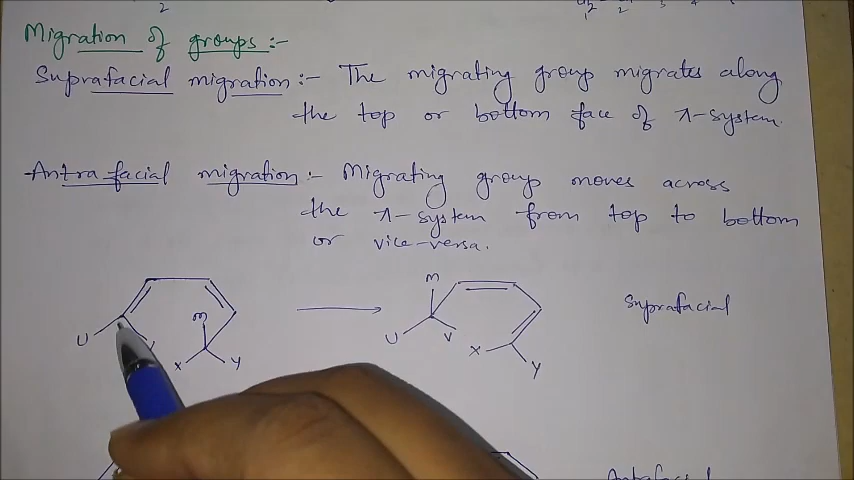 Migration of groups:-
Suprafacial migration:- The migrating group migrates along
the top or bottom face of π-system.
Antrafacial migration:- Migrating group moves across
the π-system from top to bottom
or vice-versa.
U m X Y
m U V X Y
Suprafacial